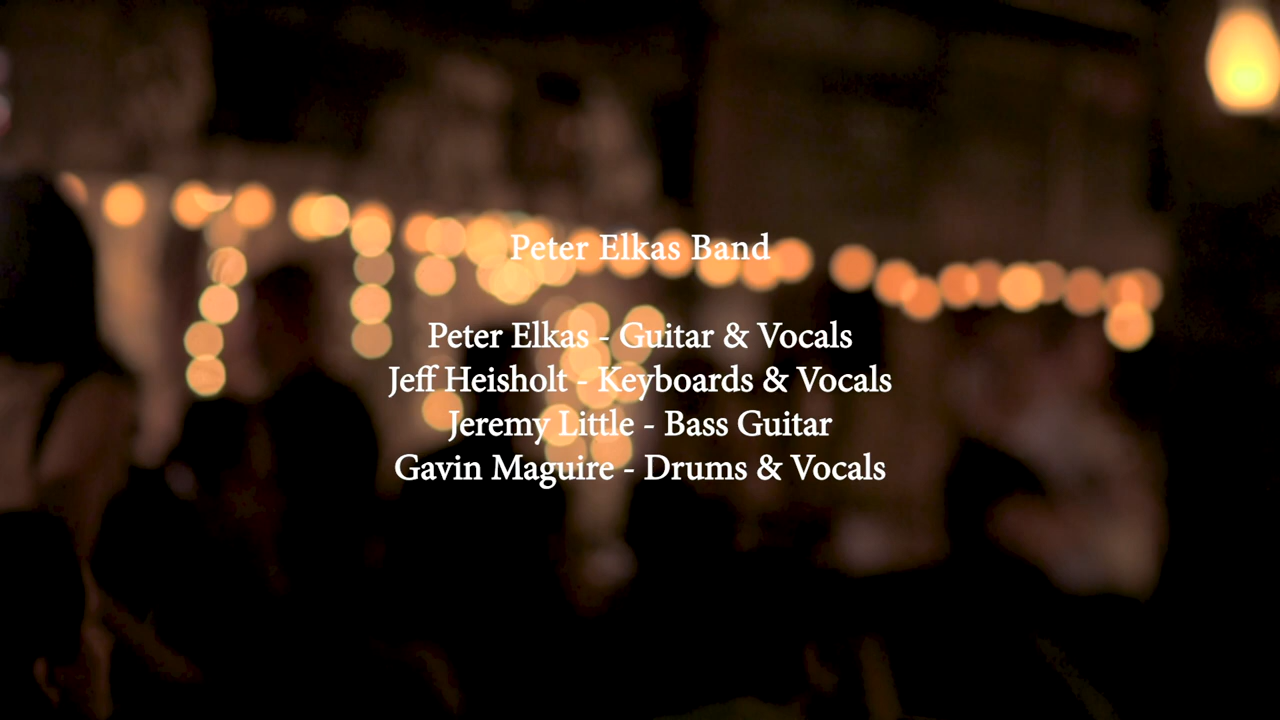 Peter Elkas Band
Peter Elkas - Guitar & Vocals
Jeff Heisholt - Keyboards & Vocals
Jeremy Little - Bass Guitar
Gavin Maguire - Drums & Vocals